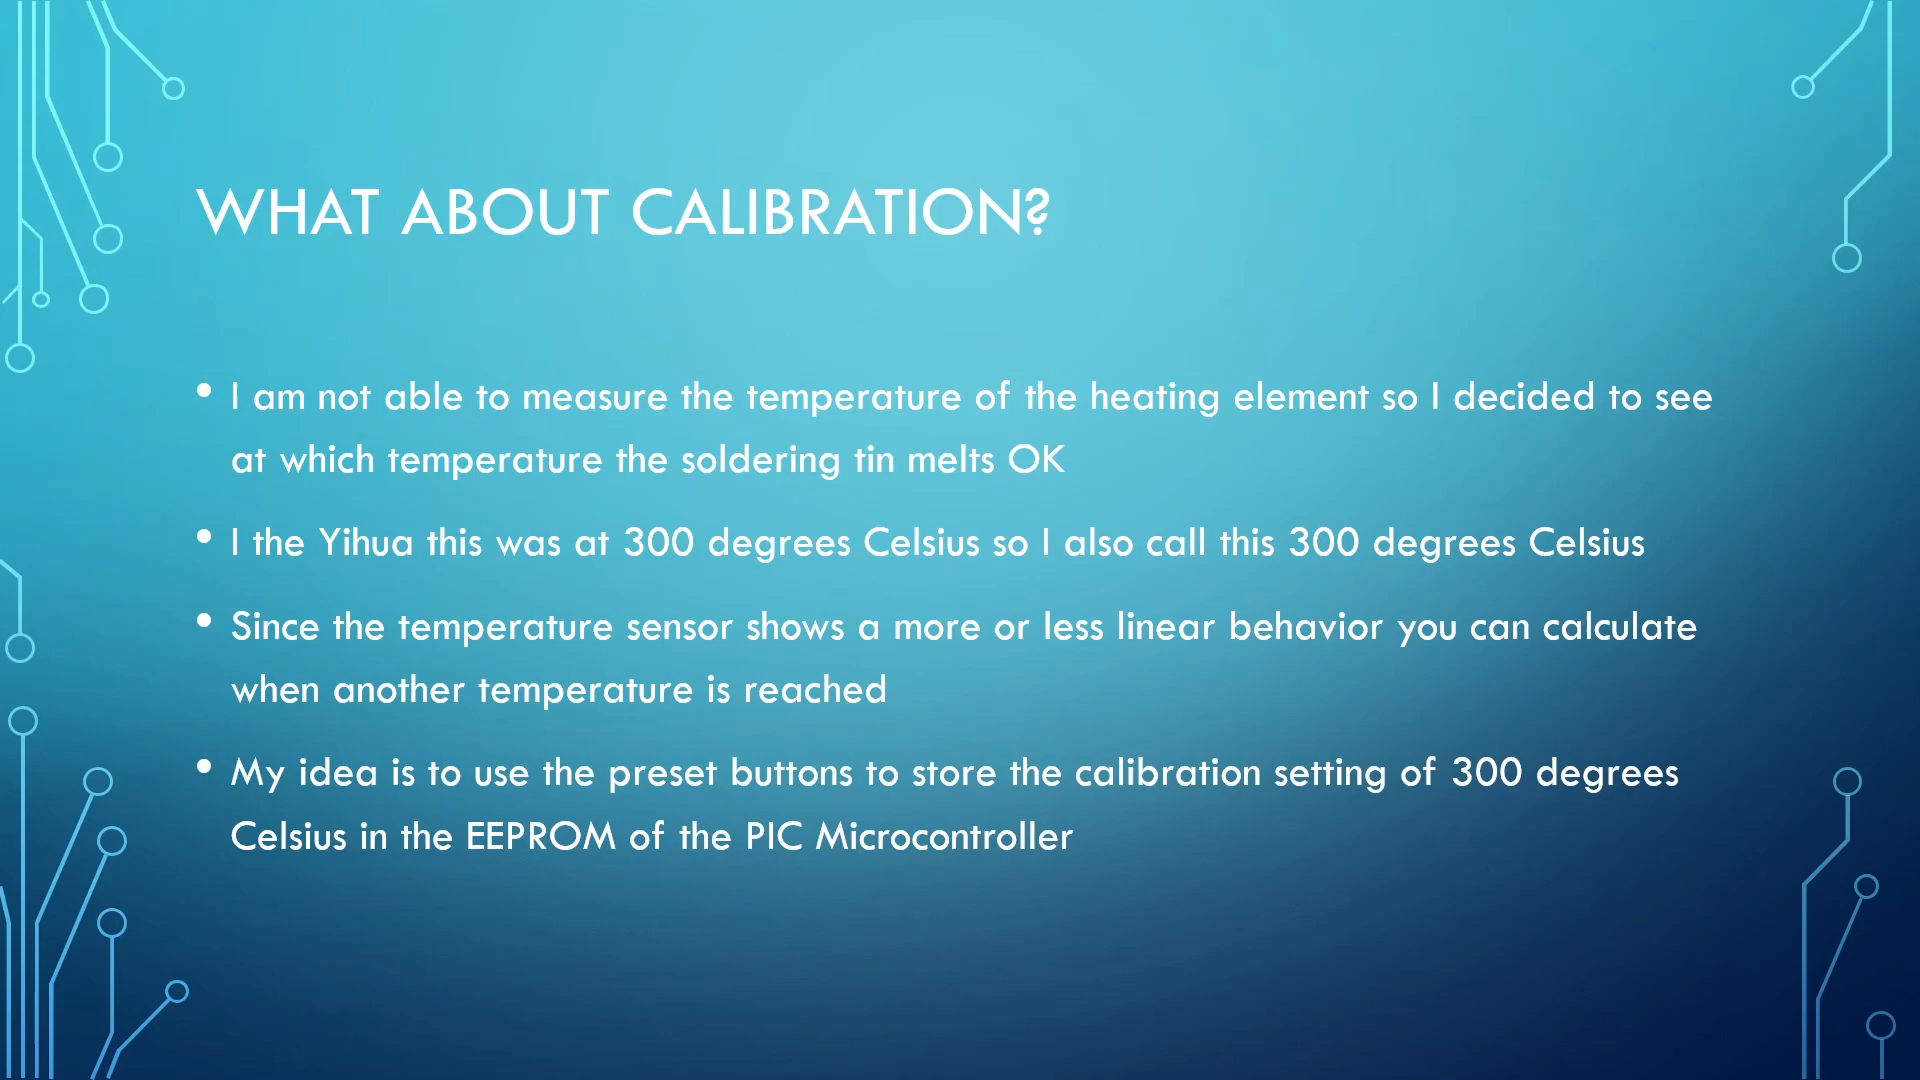 WHAT ABOUT CALIBRATION?
• I am not able to measure the temperature of the heating element so I decided to see
at which temperature the soldering tin melts OK
• I the Yihua this was at 300 degrees Celsius so I also call this 300 degrees Celsius
• Since the temperature sensor shows a more or less linear behavior you can calculate
when another temperature is reached
• My idea is to use the preset buttons to store the calibration setting of 300 degrees
Celsius in the EEPROM of the PIC Microcontroller